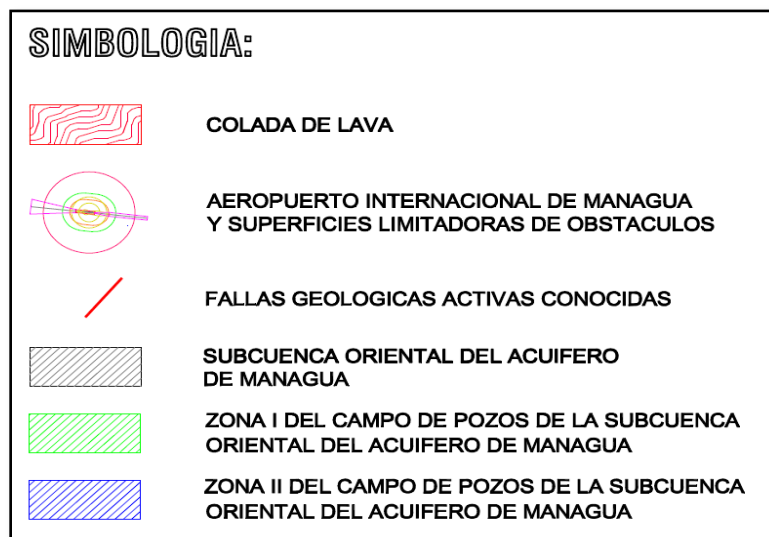 SIMBOLOGIA:
COLADA DE LAVA
AEROPUERTO INTERNACIONAL DE MANAGUA
Y SUPERFICIES LIMITADORAS DE OBSTACULOS
FALLAS GEOLOGICAS ACTIVAS CONOCIDAS
SUBCUENCA ORIENTAL DEL ACUIFERO
DE MANAGUA
ZONA I DEL CAMPO DE POZOS DE LA SUBCUENCA
ORIENTAL DEL ACUIFERO DE MANAGUA
ZONA II DEL CAMPO DE POZOS DE LA SUBCUENCA
ORIENTAL DEL ACUIFERO DE MANAGUA